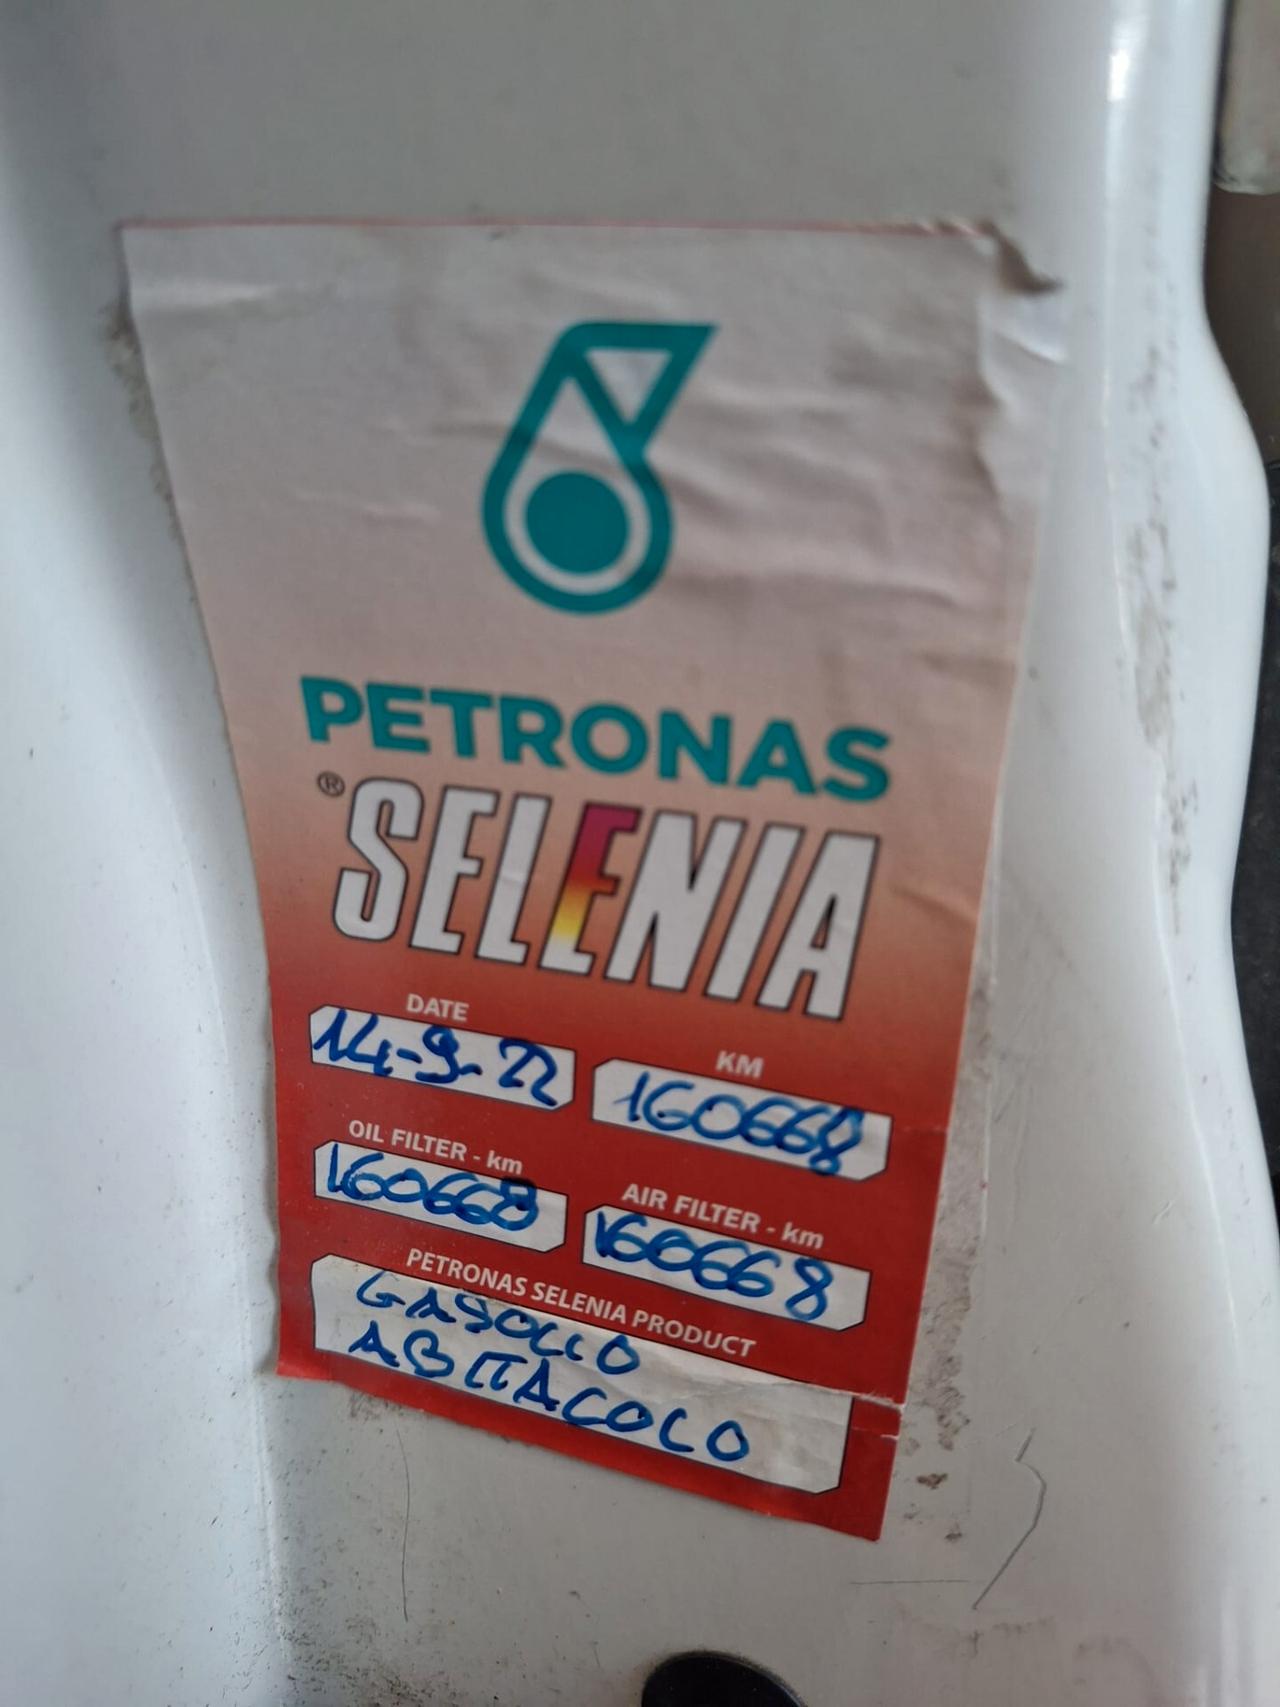 PETRONAS
® SELENIA
DATE
14-9-22
KM
160668
OIL FILTER - km
160668
AIR FILTER - km
160668
PETRONAS SELENIA PRODUCT
GASOLIO
ABITACOLO